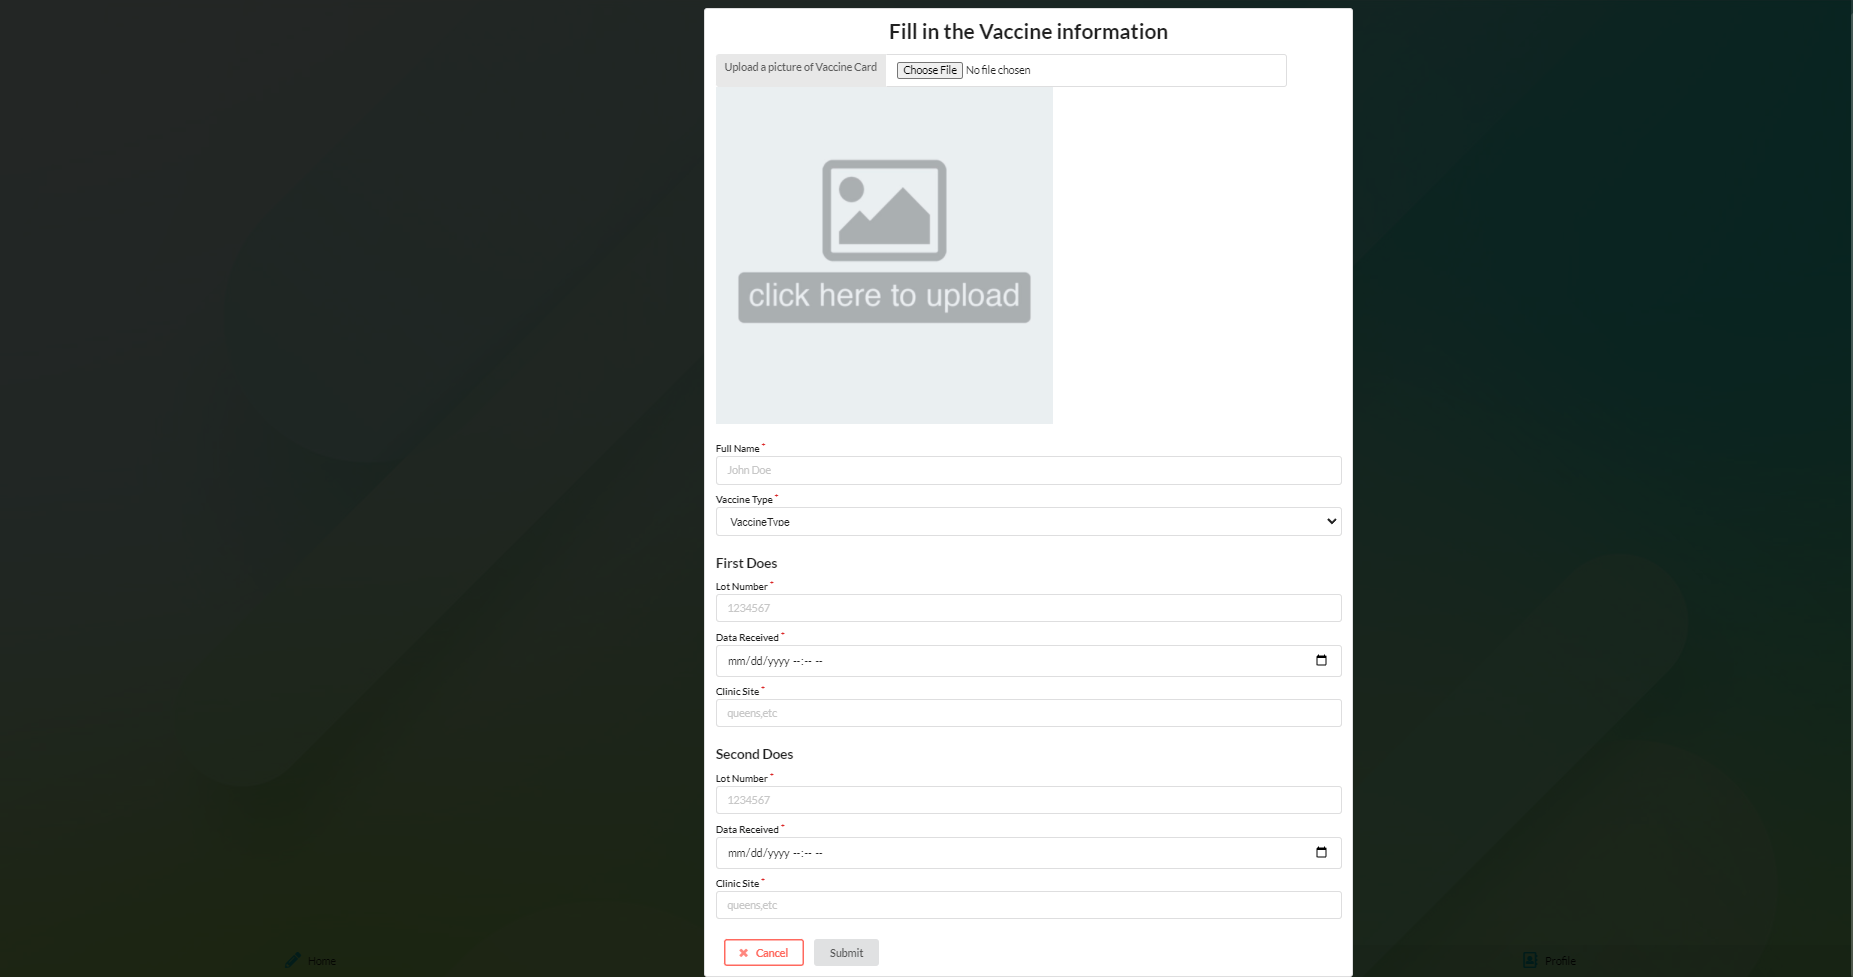 Fill in the Vaccine information
Upload a picture of Vaccine Card
Choose File No file chosen
click here to upload
Full Name *
John Doe
Vaccine Type *
VaccineType
First Does
Lot Number *
1234567
Data Received *
mm/dd/yyyy --:-- --
Clinic Site *
queens,etc
Second Does
Lot Number *
1234567
Data Received *
mm/dd/yyyy --:-- --
Clinic Site *
queens,etc
Cancel Submit
Home Profile